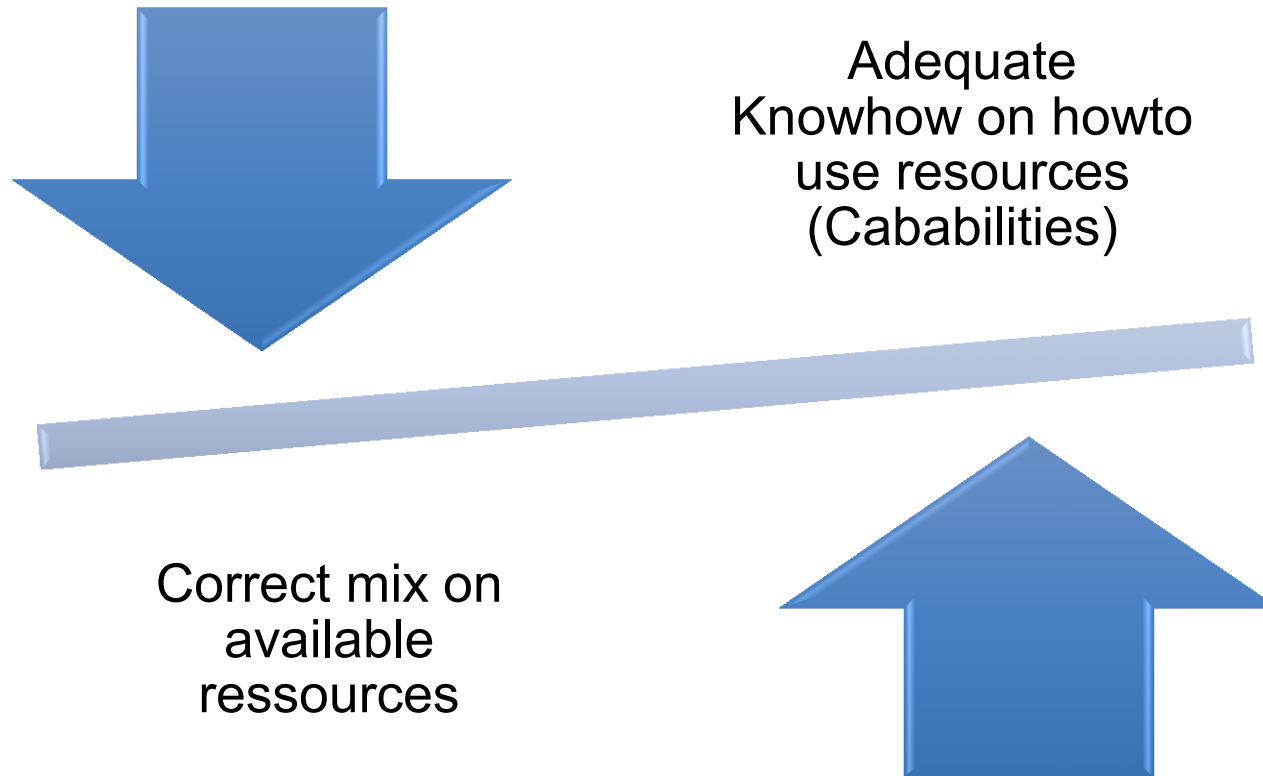 Adequate
Knowhow on howto
use resources
(Cababilities)
Correct mix on
available
ressources